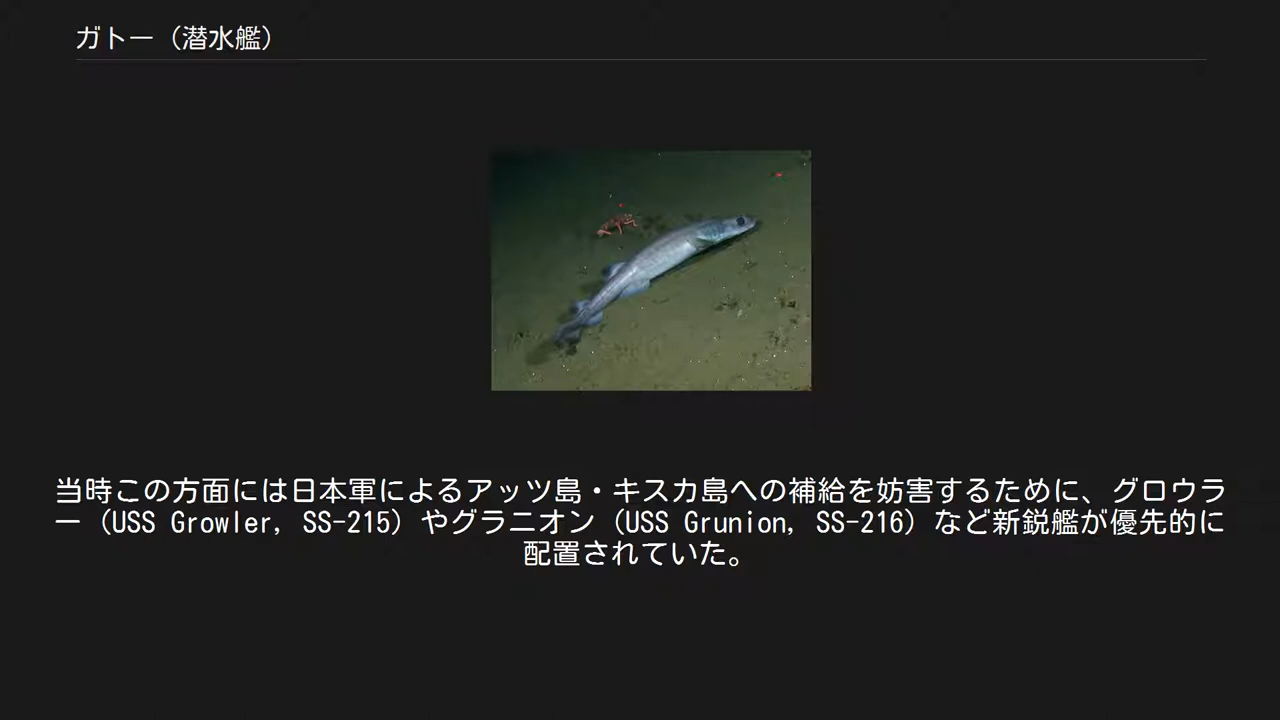 ガトー（潜水艦）
当時この方面には日本軍によるアッツ島・キスカ島への補給を妨害するために、グロウラ
ー（USS Growler, SS-215）やグラニオン（USS Grunion, SS-216）など新鋭艦が優先的に
配置されていた。